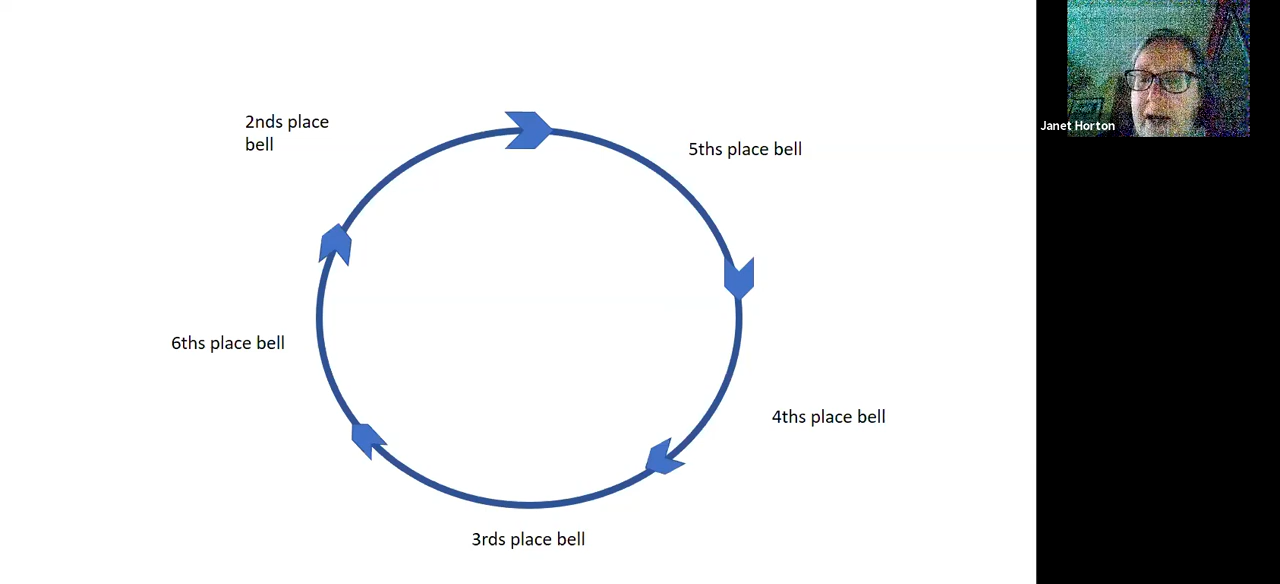 2nds place
bell
5ths place bell
6ths place bell
4ths place bell
3rds place bell
Janet Horton